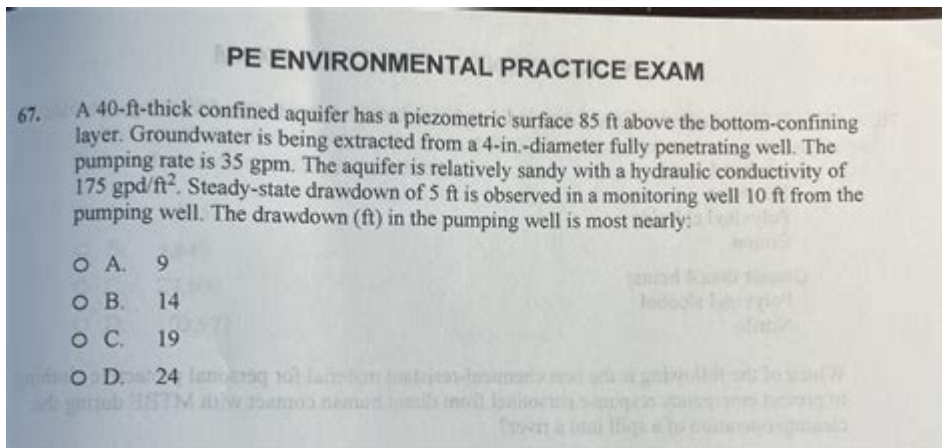 PE ENVIRONMENTAL PRACTICE EXAM
67. A 40-ft-thick confined aquifer has a piezometric surface 85 ft above the bottom-confining
layer. Groundwater is being extracted from a 4-in.-diameter fully penetrating well. The
pumping rate is 35 gpm. The aquifer is relatively sandy with a hydraulic conductivity of
175 gpd/ft². Steady-state drawdown of 5 ft is observed in a monitoring well 10 ft from the
pumping well. The drawdown (ft) in the pumping well is most nearly:
O A. 9
O B. 14
O C. 19
O D. 24